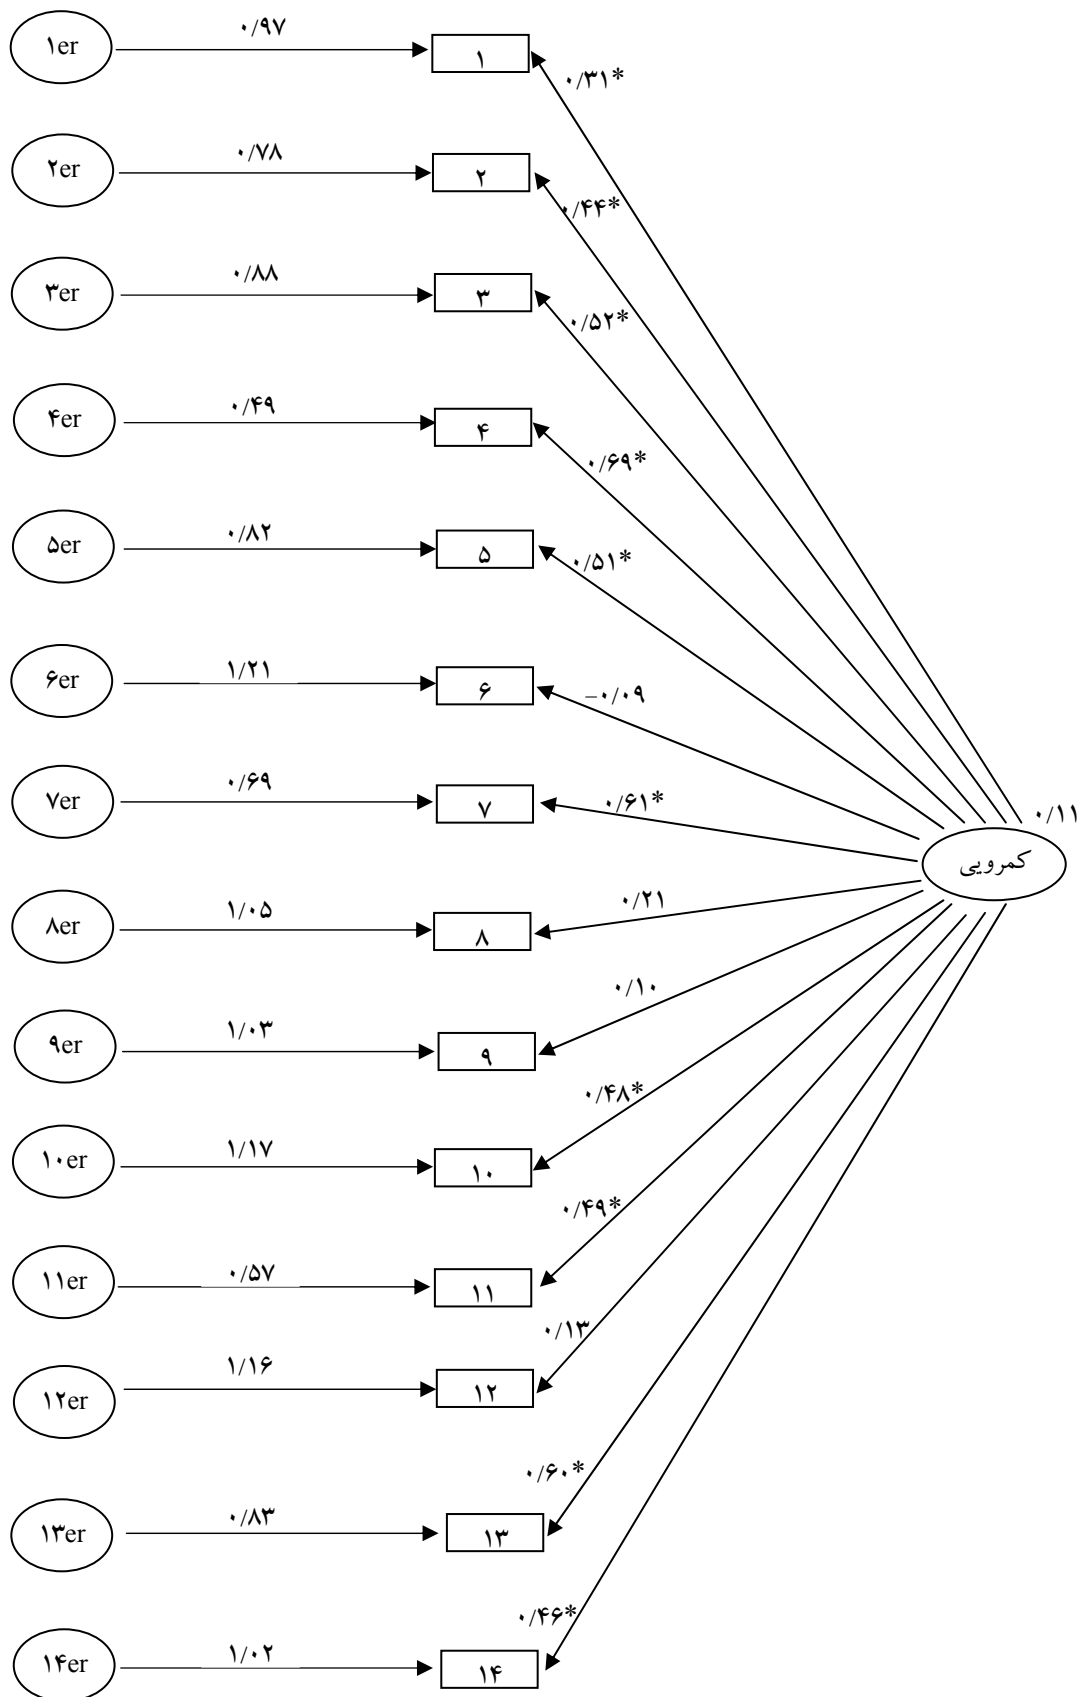 ۱er ۰/۹۷ ۱ ۰/۳۱*
۲er ۰/۷۸ ۲ ۰/۴۴*
۳er ۰/۸۸ ۳ ۰/۵۲*
۴er ۰/۴۹ ۴ ۰/۶۹*
۵er ۰/۸۲ ۵ ۰/۵۱*
۶er ۱/۲۱ ۶ –۰/۰۹
۷er ۰/۶۹ ۷ ۰/۶۱*
۰/۱۱
کمرویی
۸er ۱/۰۵ ۸ ۰/۲۱
۹er ۱/۰۳ ۹ ۰/۱۰
۱۰er ۱/۱۷ ۱۰ ۰/۴۸*
۱۱er ۰/۵۷ ۱۱ ۰/۴۹*
۱۲er ۱/۱۶ ۱۲ ۰/۱۳
۱۳er ۰/۸۳ ۱۳ ۰/۶۰*
۱۴er ۱/۰۲ ۱۴ ۰/۴۶*